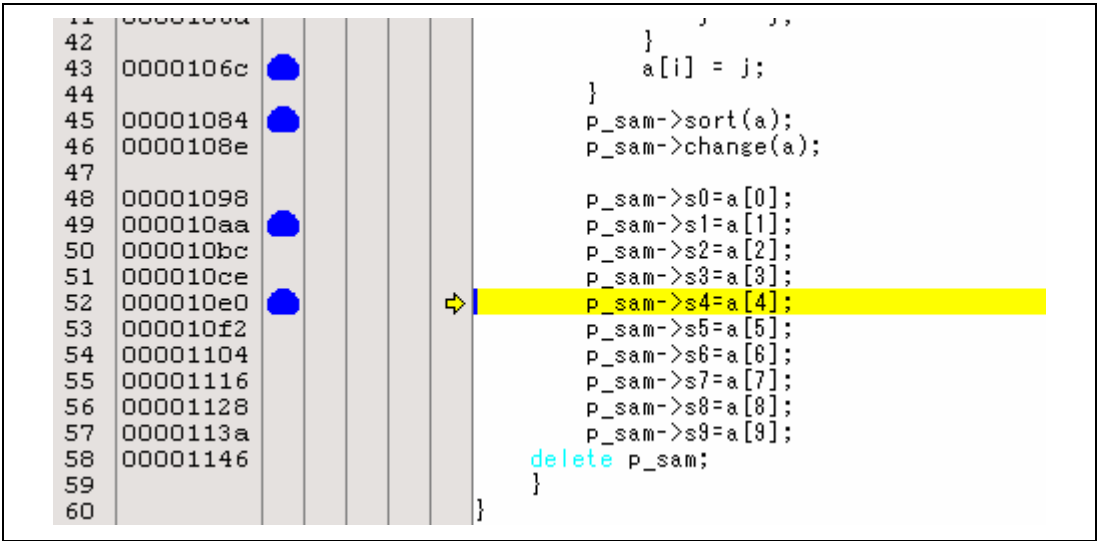 42 }
43 0000106c a[i] = j;
44 }
45 00001084 p_sam->sort(a);
46 0000108e p_sam->change(a);
47
48 00001098 p_sam->s0=a[0];
49 000010aa p_sam->s1=a[1];
50 000010bc p_sam->s2=a[2];
51 000010ce p_sam->s3=a[3];
52 000010e0 p_sam->s4=a[4];
53 000010f2 p_sam->s5=a[5];
54 00001104 p_sam->s6=a[6];
55 00001116 p_sam->s7=a[7];
56 00001128 p_sam->s8=a[8];
57 0000113a p_sam->s9=a[9];
58 00001146 delete p_sam;
59 }
60 }